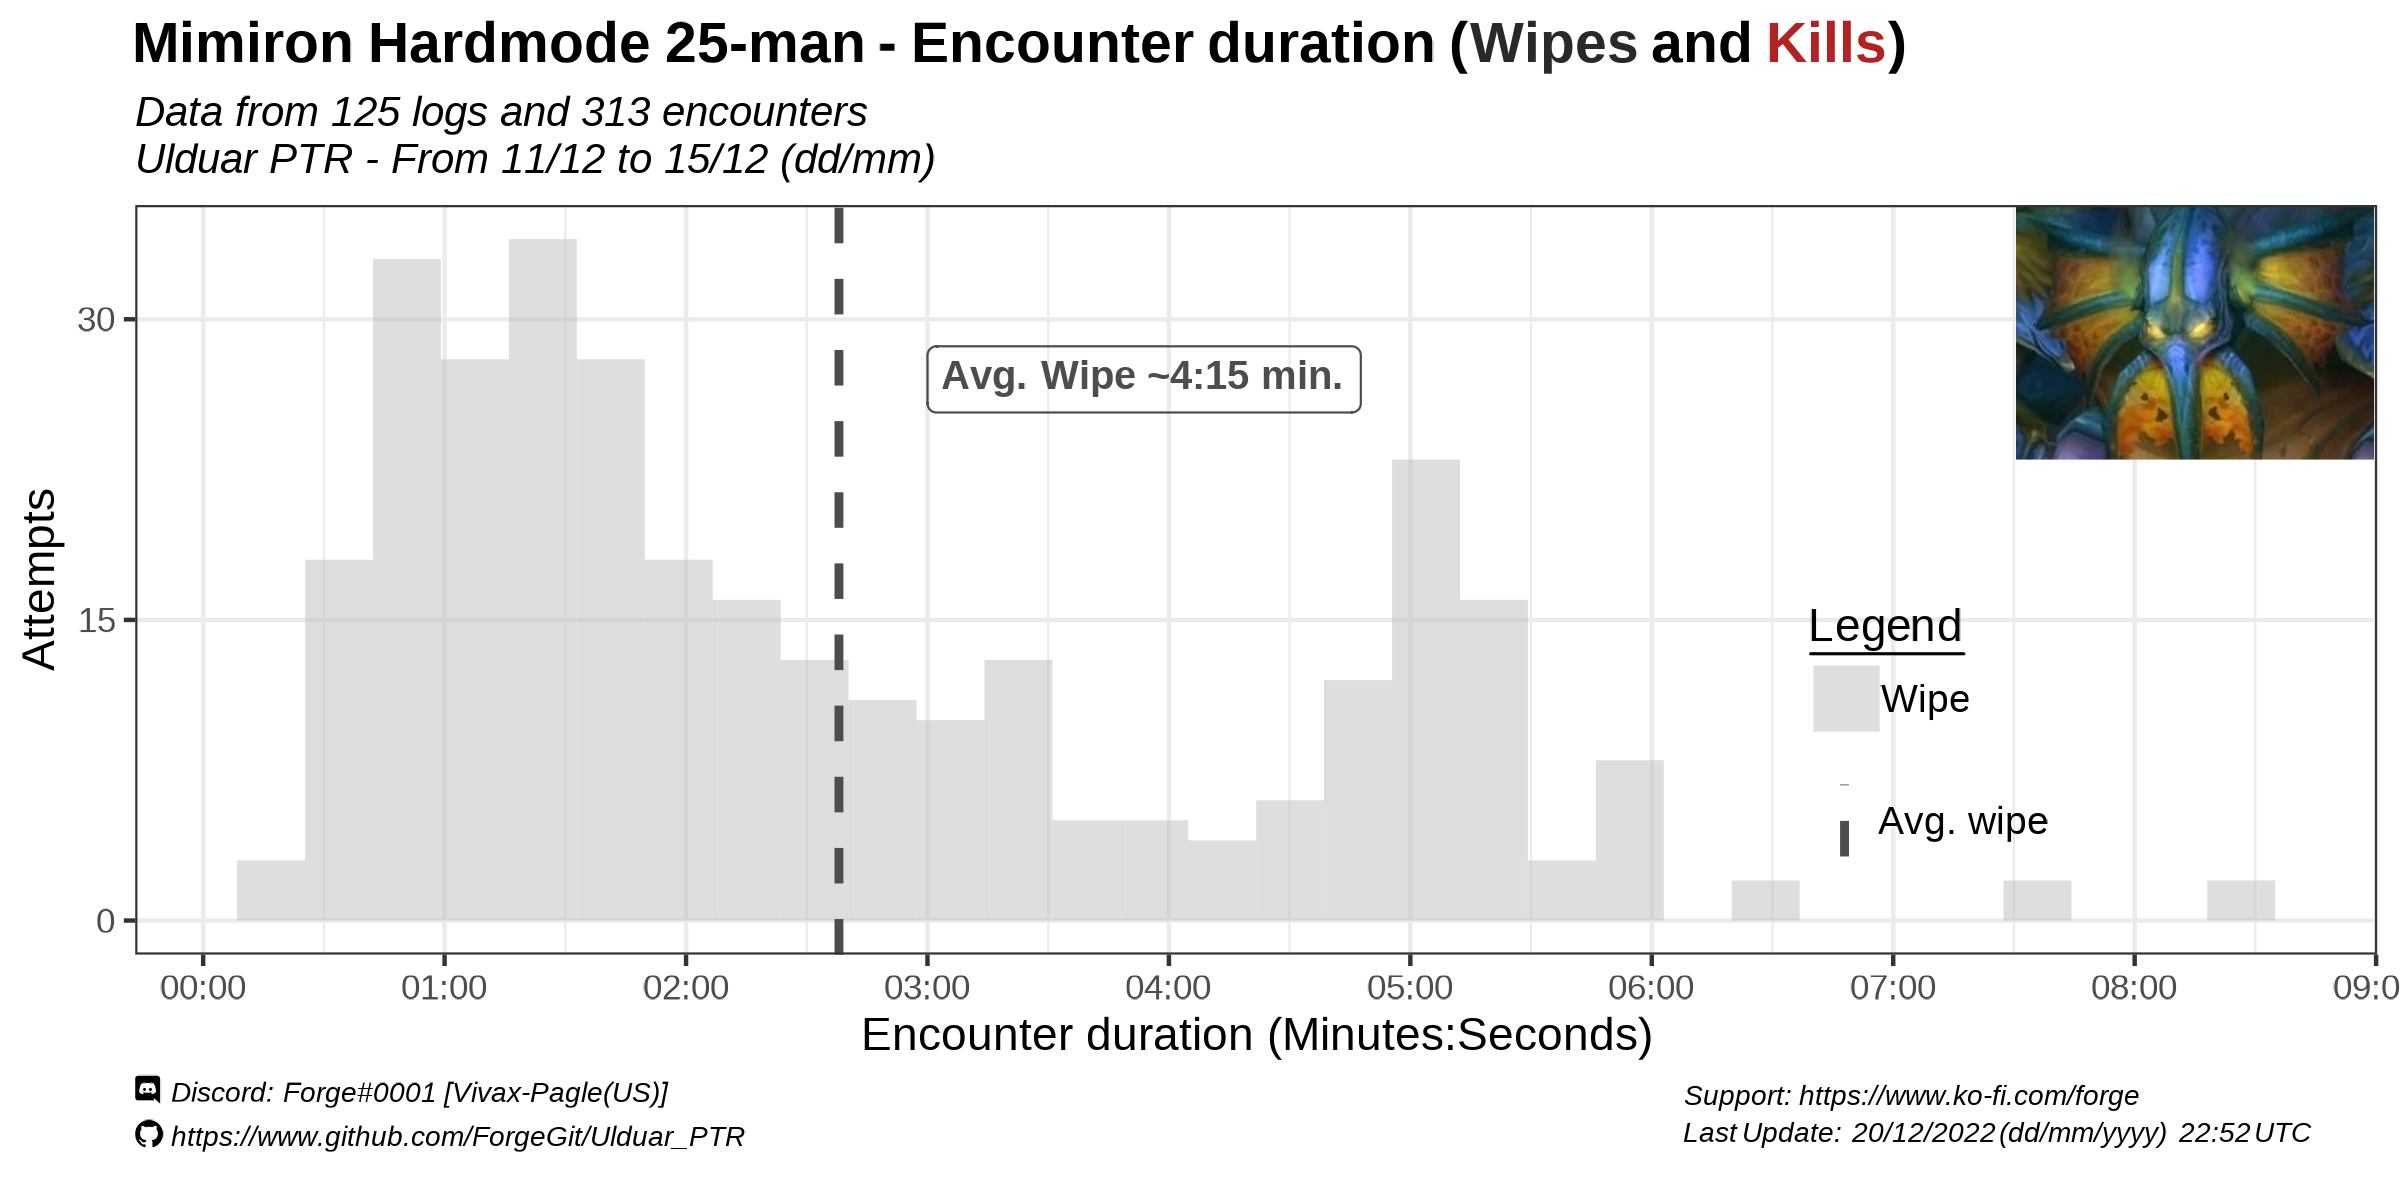 Mimiron Hardmode 25-man - Encounter duration (Wipes and Kills)
Data from 125 logs and 313 encounters
Ulduar PTR - From 11/12 to 15/12 (dd/mm)
Attempts
30
15
0
Avg. Wipe ~4:15 min.
Legend
Wipe
Avg. wipe
00:00 01:00 02:00 03:00 04:00 05:00 06:00 07:00 08:00 09:0
Encounter duration (Minutes:Seconds)
Discord: Forge#0001 [Vivax-Pagle(US)]
https://www.github.com/ForgeGit/Ulduar_PTR
Support: https://www.ko-fi.com/forge
Last Update: 20/12/2022 (dd/mm/yyyy) 22:52 UTC